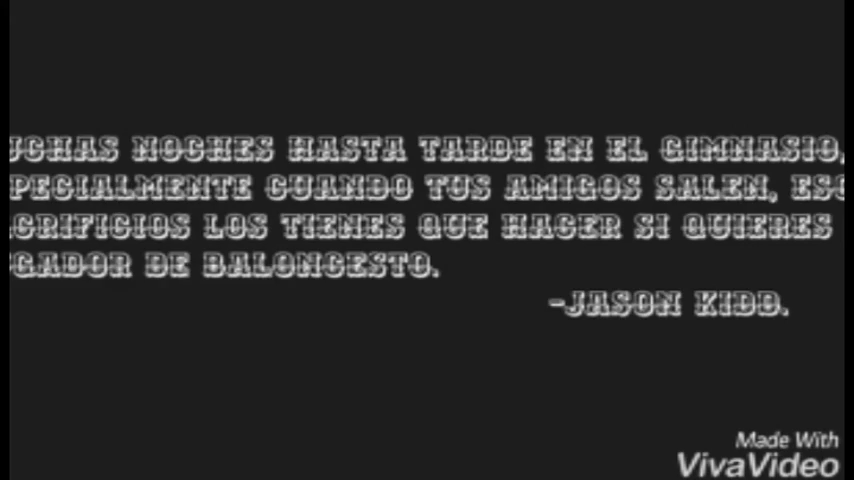 UCHAS NOCHES HASTA TARDE EN EL GIMNASIO,
PECIALMENTE CUANDO TUS AMIGOS SALEN, ESO
CRIFICIOS LOS TIENES QUE HACER SI QUIERES
GADOR DE BALONCESTO.
-JASON KIDD.
Made With
VivaVideo